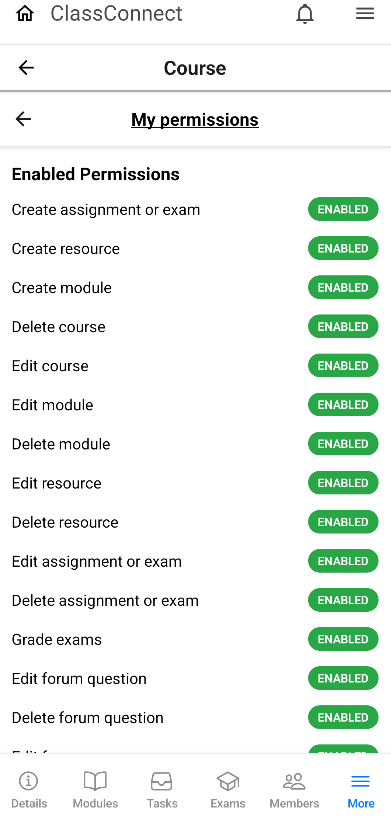 ClassConnect
Course
My permissions
Enabled Permissions
Create assignment or exam ENABLED
Create resource ENABLED
Create module ENABLED
Delete course ENABLED
Edit course ENABLED
Edit module ENABLED
Delete module ENABLED
Edit resource ENABLED
Delete resource ENABLED
Edit assignment or exam ENABLED
Delete assignment or exam ENABLED
Grade exams ENABLED
Edit forum question ENABLED
Delete forum question ENABLED
Details Modules Tasks Exams Members More